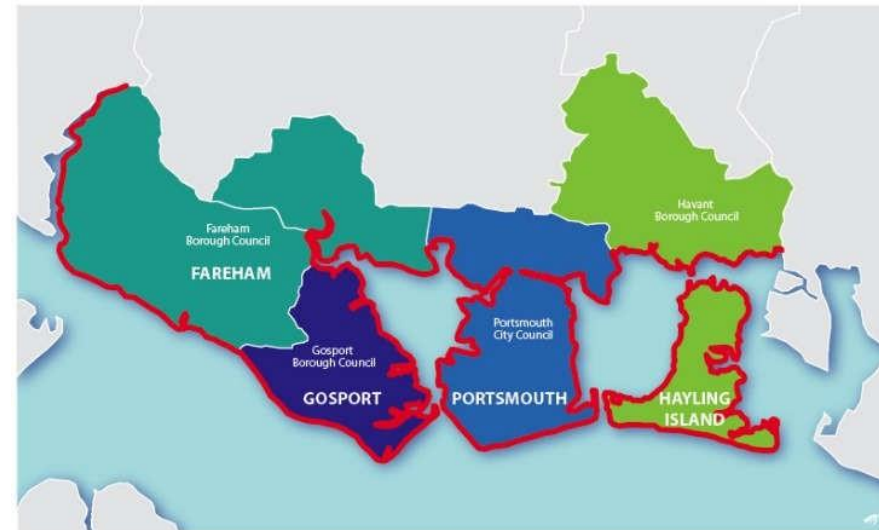 Fareham
Borough Council
FAREHAM
Gosport
Borough Council
GOSPORT
Portsmouth
City Council
PORTSMOUTH
Havant
Borough Council
HAYLING
ISLAND